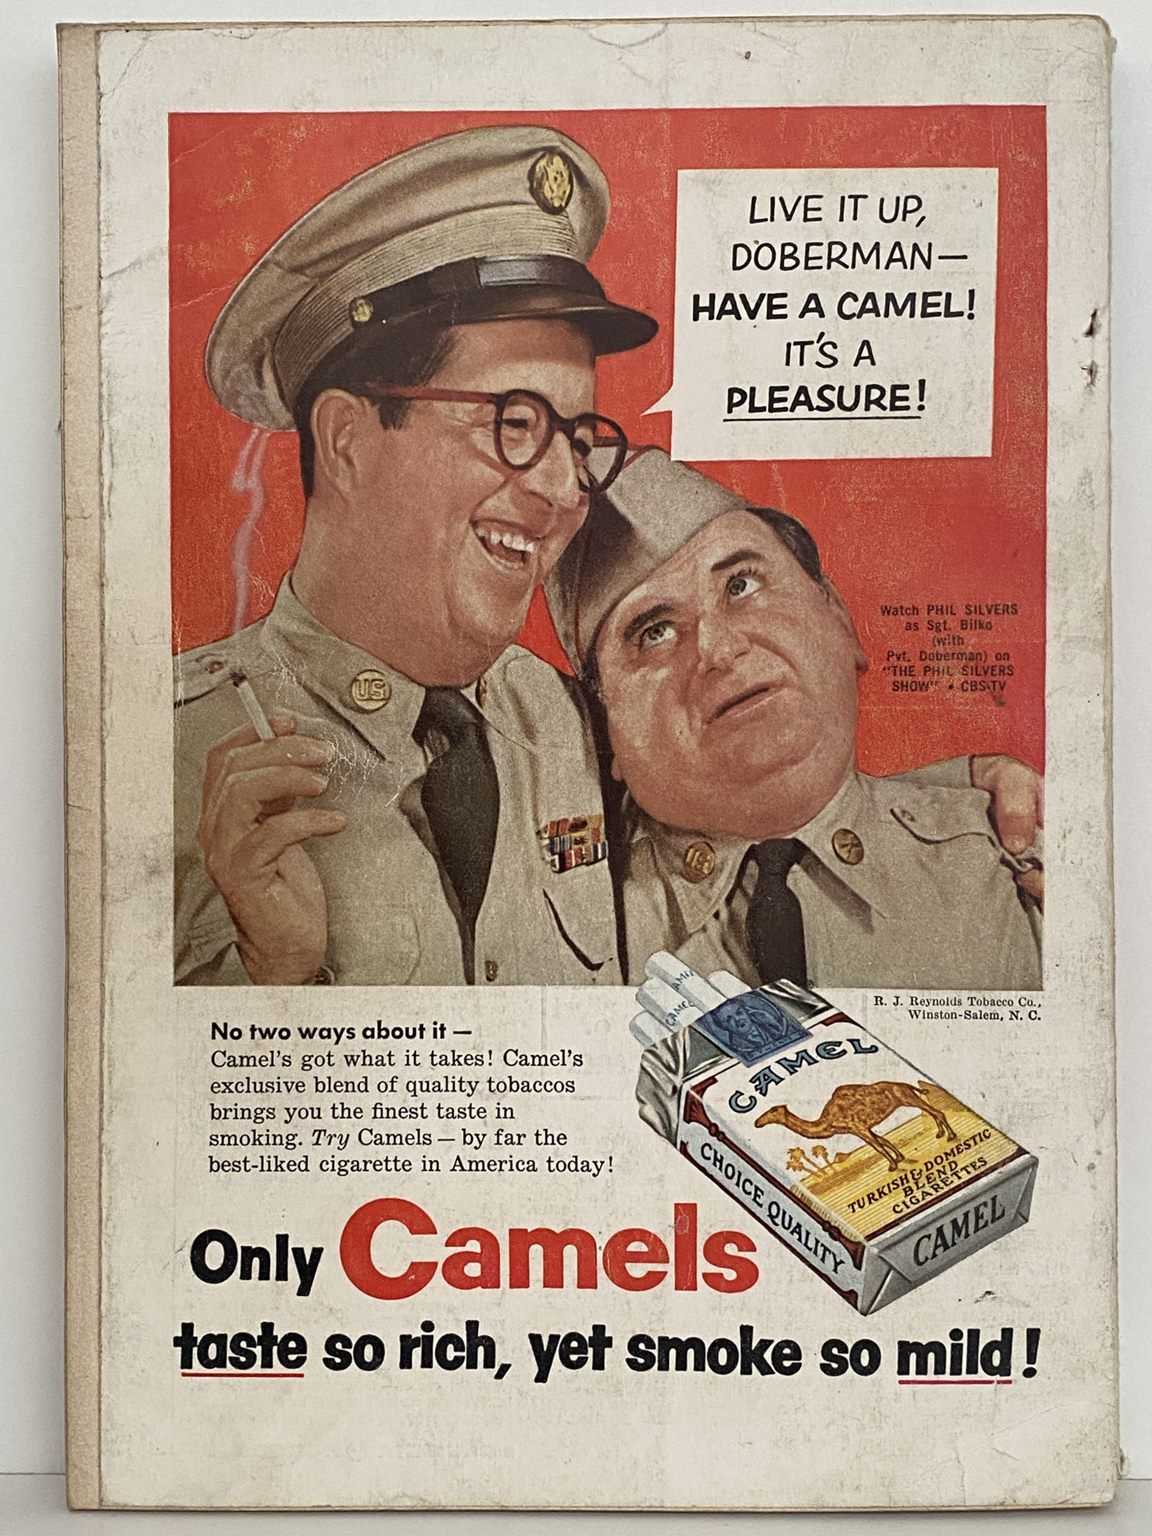 LIVE IT UP,
DOBERMAN—
HAVE A CAMEL!
IT'S A
PLEASURE!
Watch PHIL SILVERS
as Sgt. Bilko
(with
Pvt. Doberman) on
"THE PHIL SILVERS
SHOW" • CBS-TV
US
R. J. Reynolds Tobacco Co.,
Winston-Salem, N. C.
No two ways about it —
Camel's got what it takes! Camel's
exclusive blend of quality tobaccos
brings you the finest taste in
smoking. Try Camels — by far the
best-liked cigarette in America today!
CAMEL
CAMEL
CAMEL
TURKISH & DOMESTIC
BLEND
CIGARETTES
CHOICE QUALITY
CAMEL
Only Camels
taste so rich, yet smoke so mild!